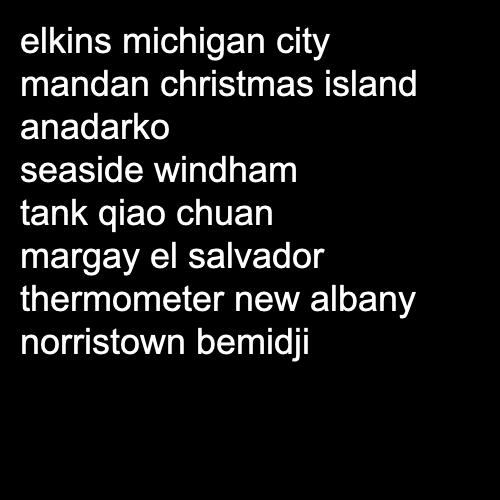 elkins michigan city
mandan christmas island
anadarko
seaside windham
tank qiao chuan
margay el salvador
thermometer new albany
norristown bemidji